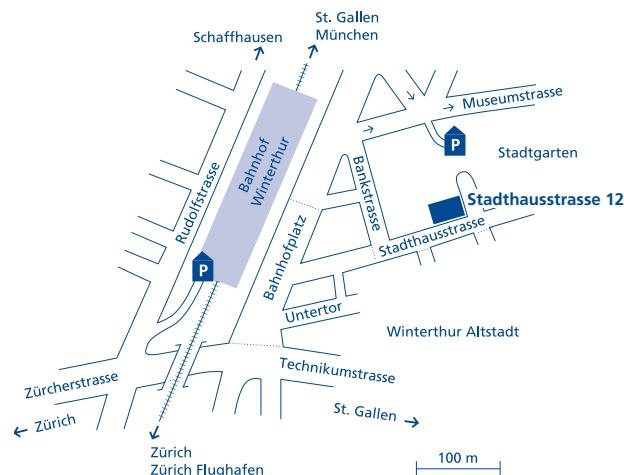 St. Gallen
München
Schaffhausen
Museumstrasse
Stadtgarten
P
Bahnhof
Winterthur
Bankstrasse
Rudolfstrasse
Stadthausstrasse 12
Stadthausstrasse
Bahnhofplatz
P
Untertor
Winterthur Altstadt
Technikumstrasse
Zürcherstrasse
St. Gallen
Zürich
Zürich
Zürich Flughafen
100 m